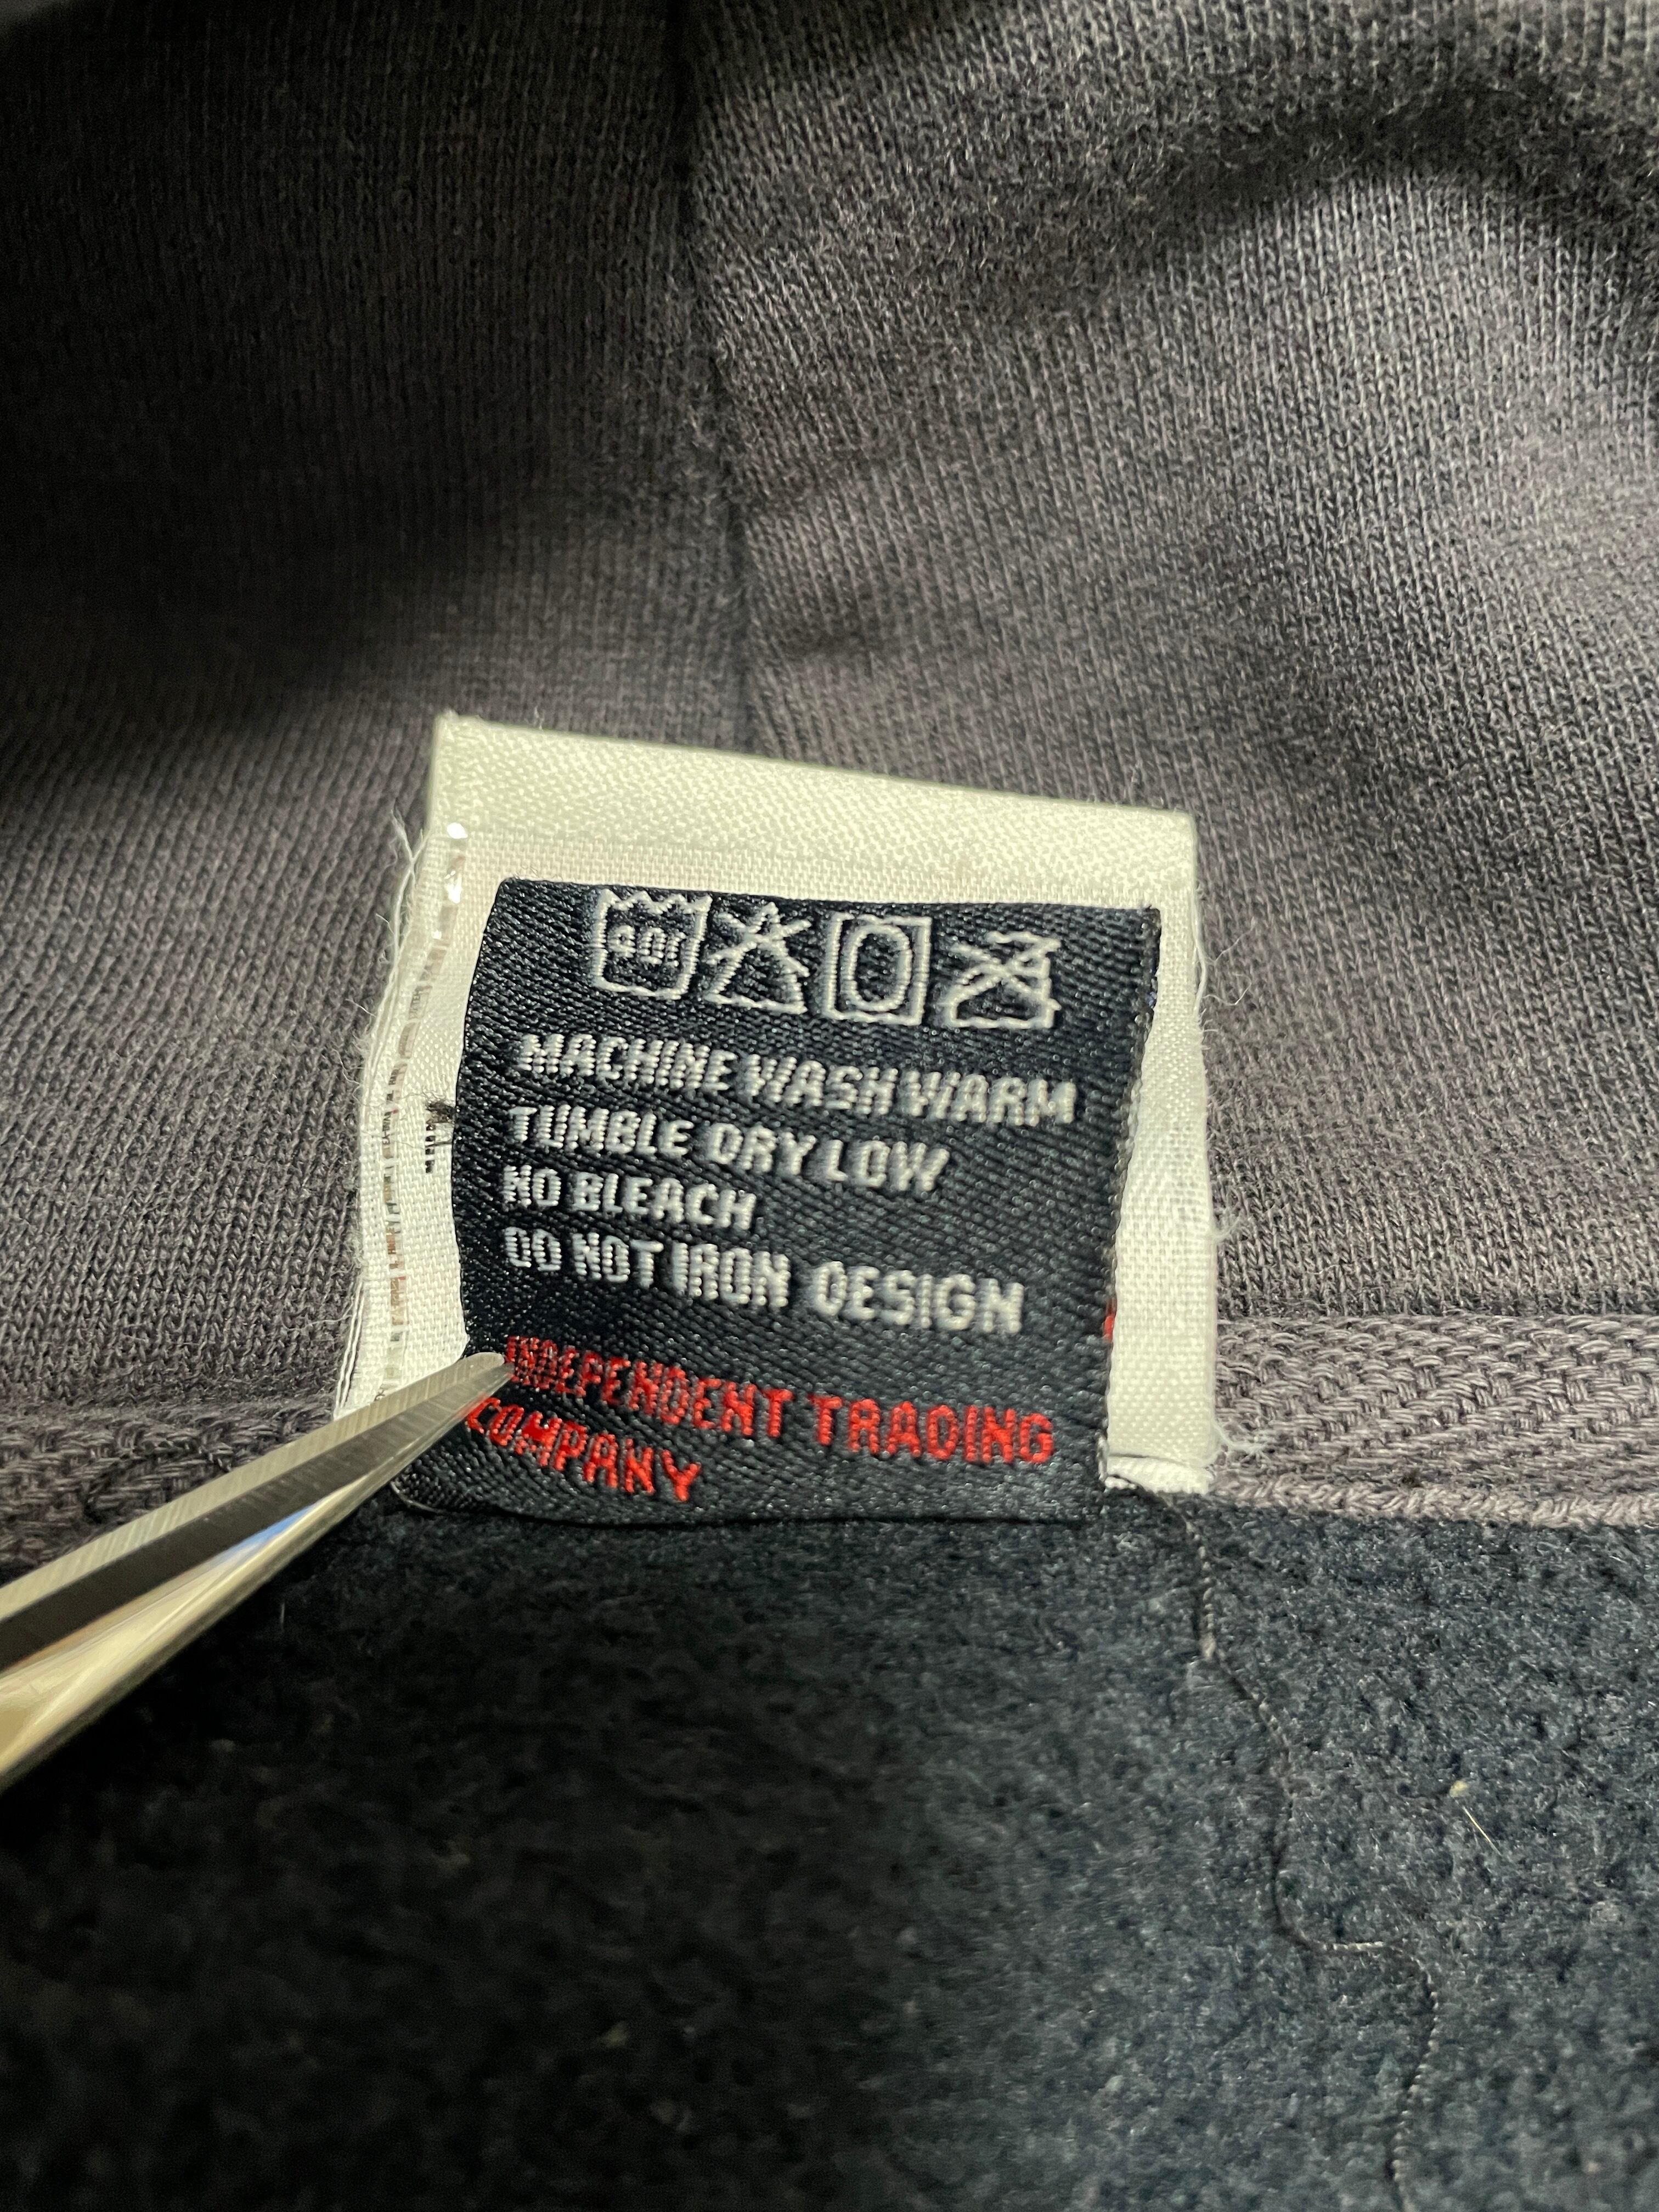 MACHINE WASH WARM
TUMBLE DRY LOW
NO BLEACH
DO NOT IRON DESIGN
INDEPENDENT TRADING
COMPANY